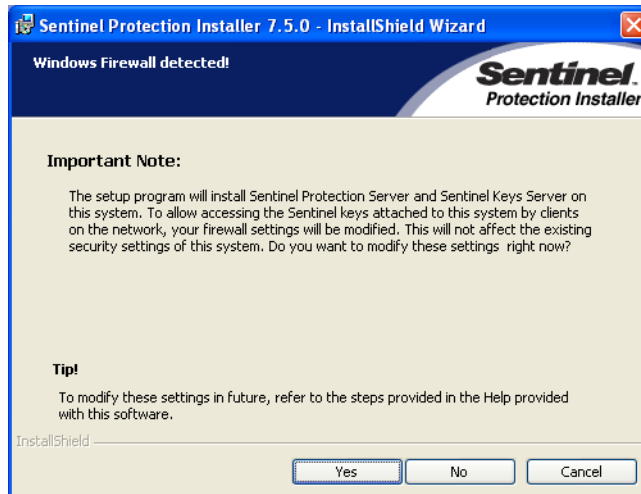 Sentinel Protection Installer 7.5.0 - InstallShield Wizard
Windows Firewall detected!
Sentinel.
Protection Installer
Important Note:
The setup program will install Sentinel Protection Server and Sentinel Keys Server on
this system. To allow accessing the Sentinel keys attached to this system by clients
on the network, your firewall settings will be modified. This will not affect the existing
security settings of this system. Do you want to modify these settings right now?
Tip!
To modify these settings in future, refer to the steps provided in the Help provided
with this software.
InstallShield
Yes
No
Cancel